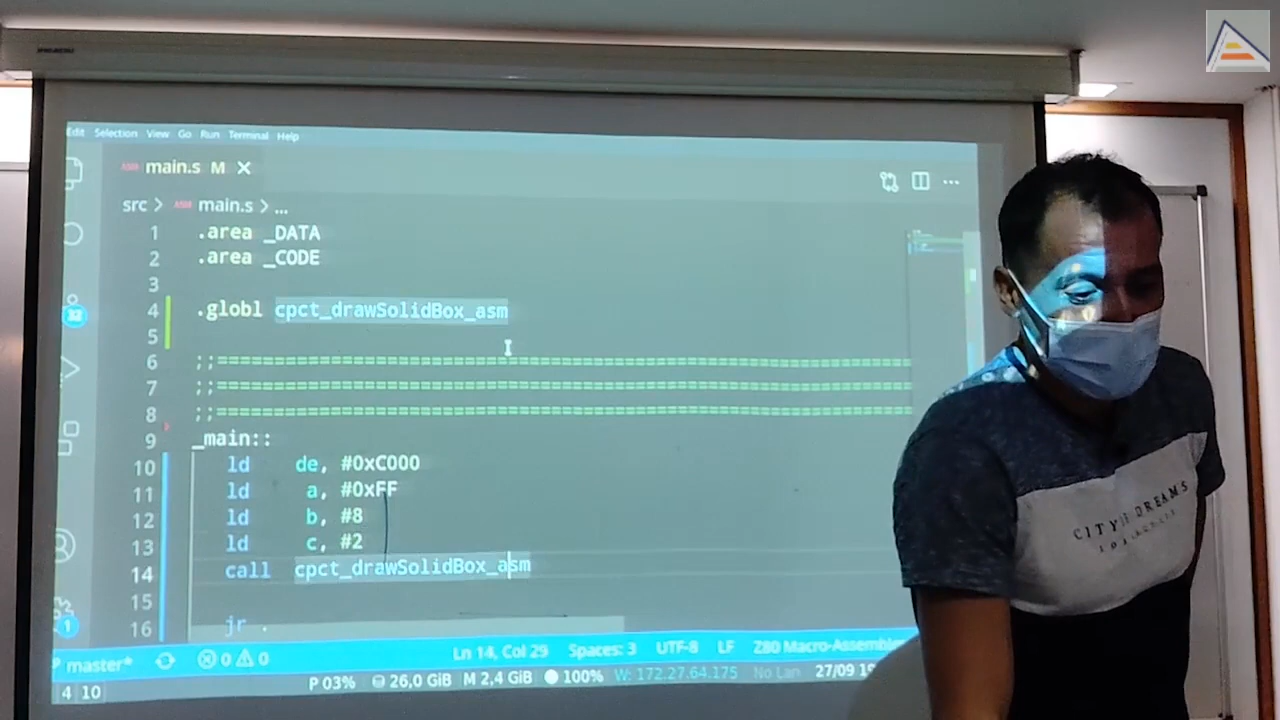 Edit Selection View Go Run Terminal Help
main.s M
src > main.s > ...
1 .area _DATA
2 .area _CODE
3
4 .globl cpct_drawSolidBox_asm
5
6 ;;==============================================================
7 ;;==============================================================
8 ;;==============================================================
9 _main::
10 ld de, #0xC000
11 ld a, #0xFF
12 ld b, #8
13 ld c, #2
14 call cpct_drawSolidBox_asm
15
16 jr .
1
master* 0 0 Ln 14, Col 29 Spaces: 3 UTF-8 LF Z80 Macro-Assemble
4 10 P 03% 26,0 GiB M 2,4 GiB 100% W: 172.27.64.175 No Lan 27/09
CITY OF DREAMS